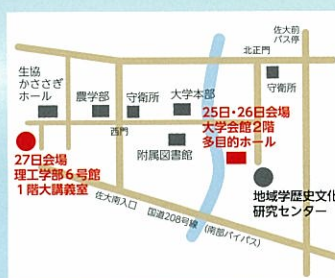 佐大前
バス停
北正門
生協
かささぎ
ホール
農学部
守衛所
大学本部
守衛所
25日・26日会場
大学会館2階
多目的ホール
西門
附属図書館
27日会場
理工学部6号館
1階大講義室
地域学歴史文化
研究センター
佐大南入口
国道208号線 (南部バイパス)